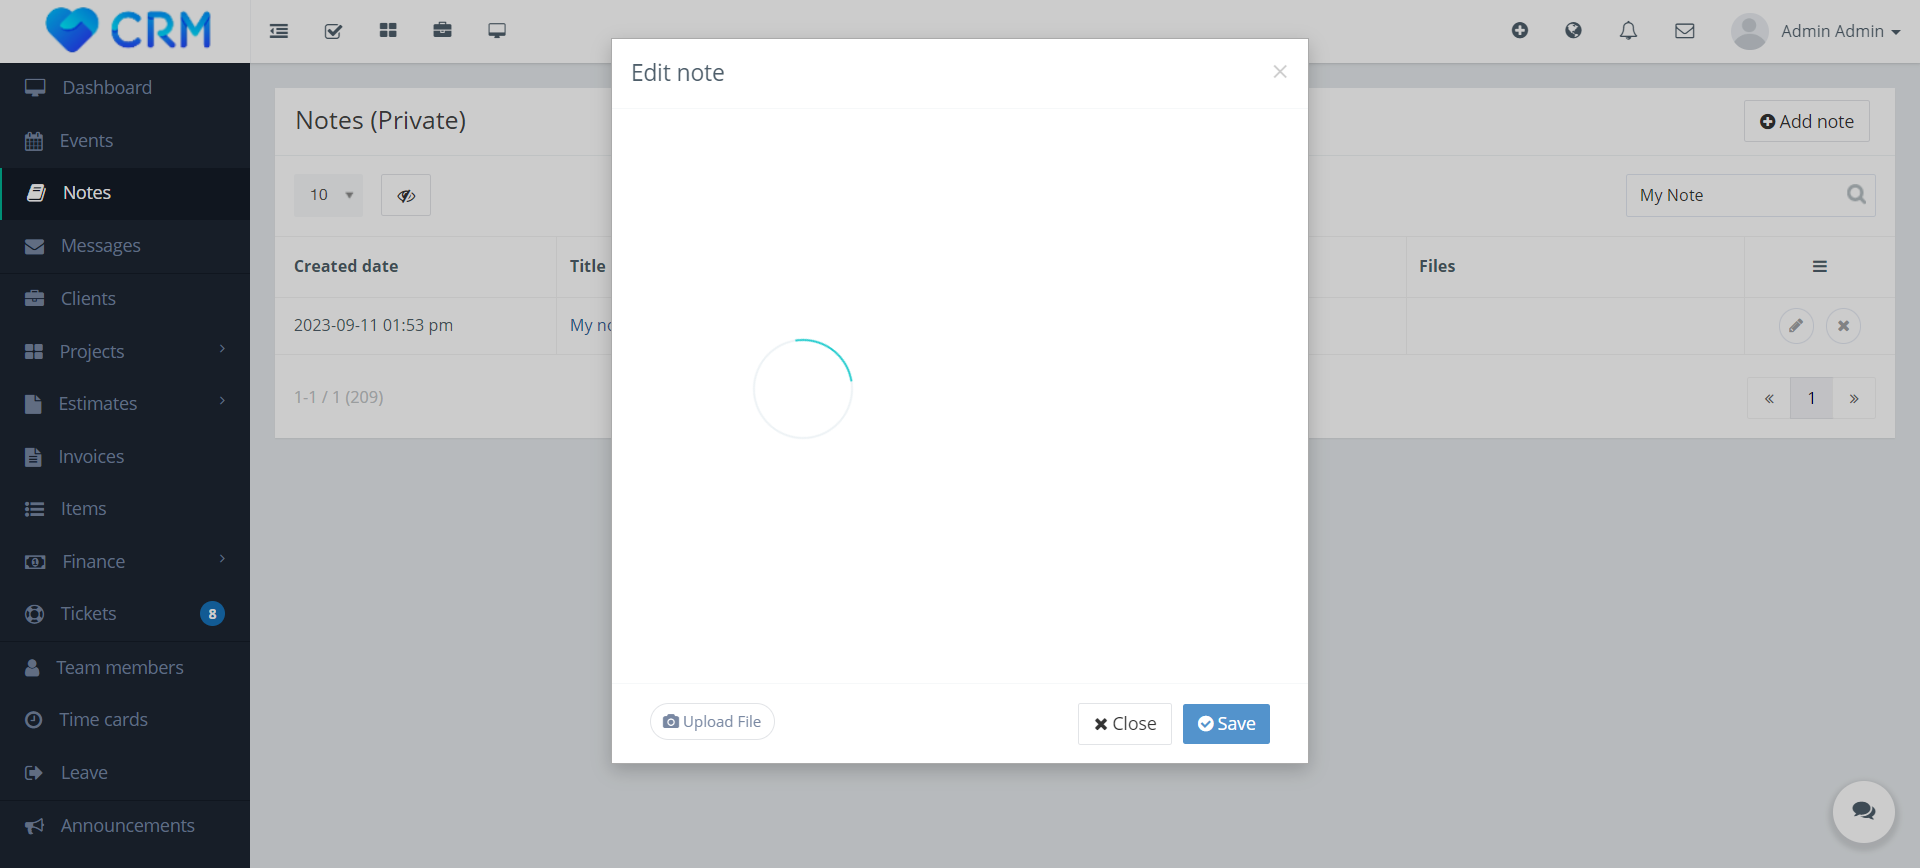 CRM
Admin Admin
Dashboard
Events
Notes
Messages
Clients
Projects
Estimates
Invoices
Items
Finance
Tickets 8
Team members
Time cards
Leave
Announcements
Notes (Private)
Add note
10
My Note
Created date Title Files
2023-09-11 01:53 pm My no
1-1 / 1 (209)
« 1 »
Edit note
×
Upload File
Close Save